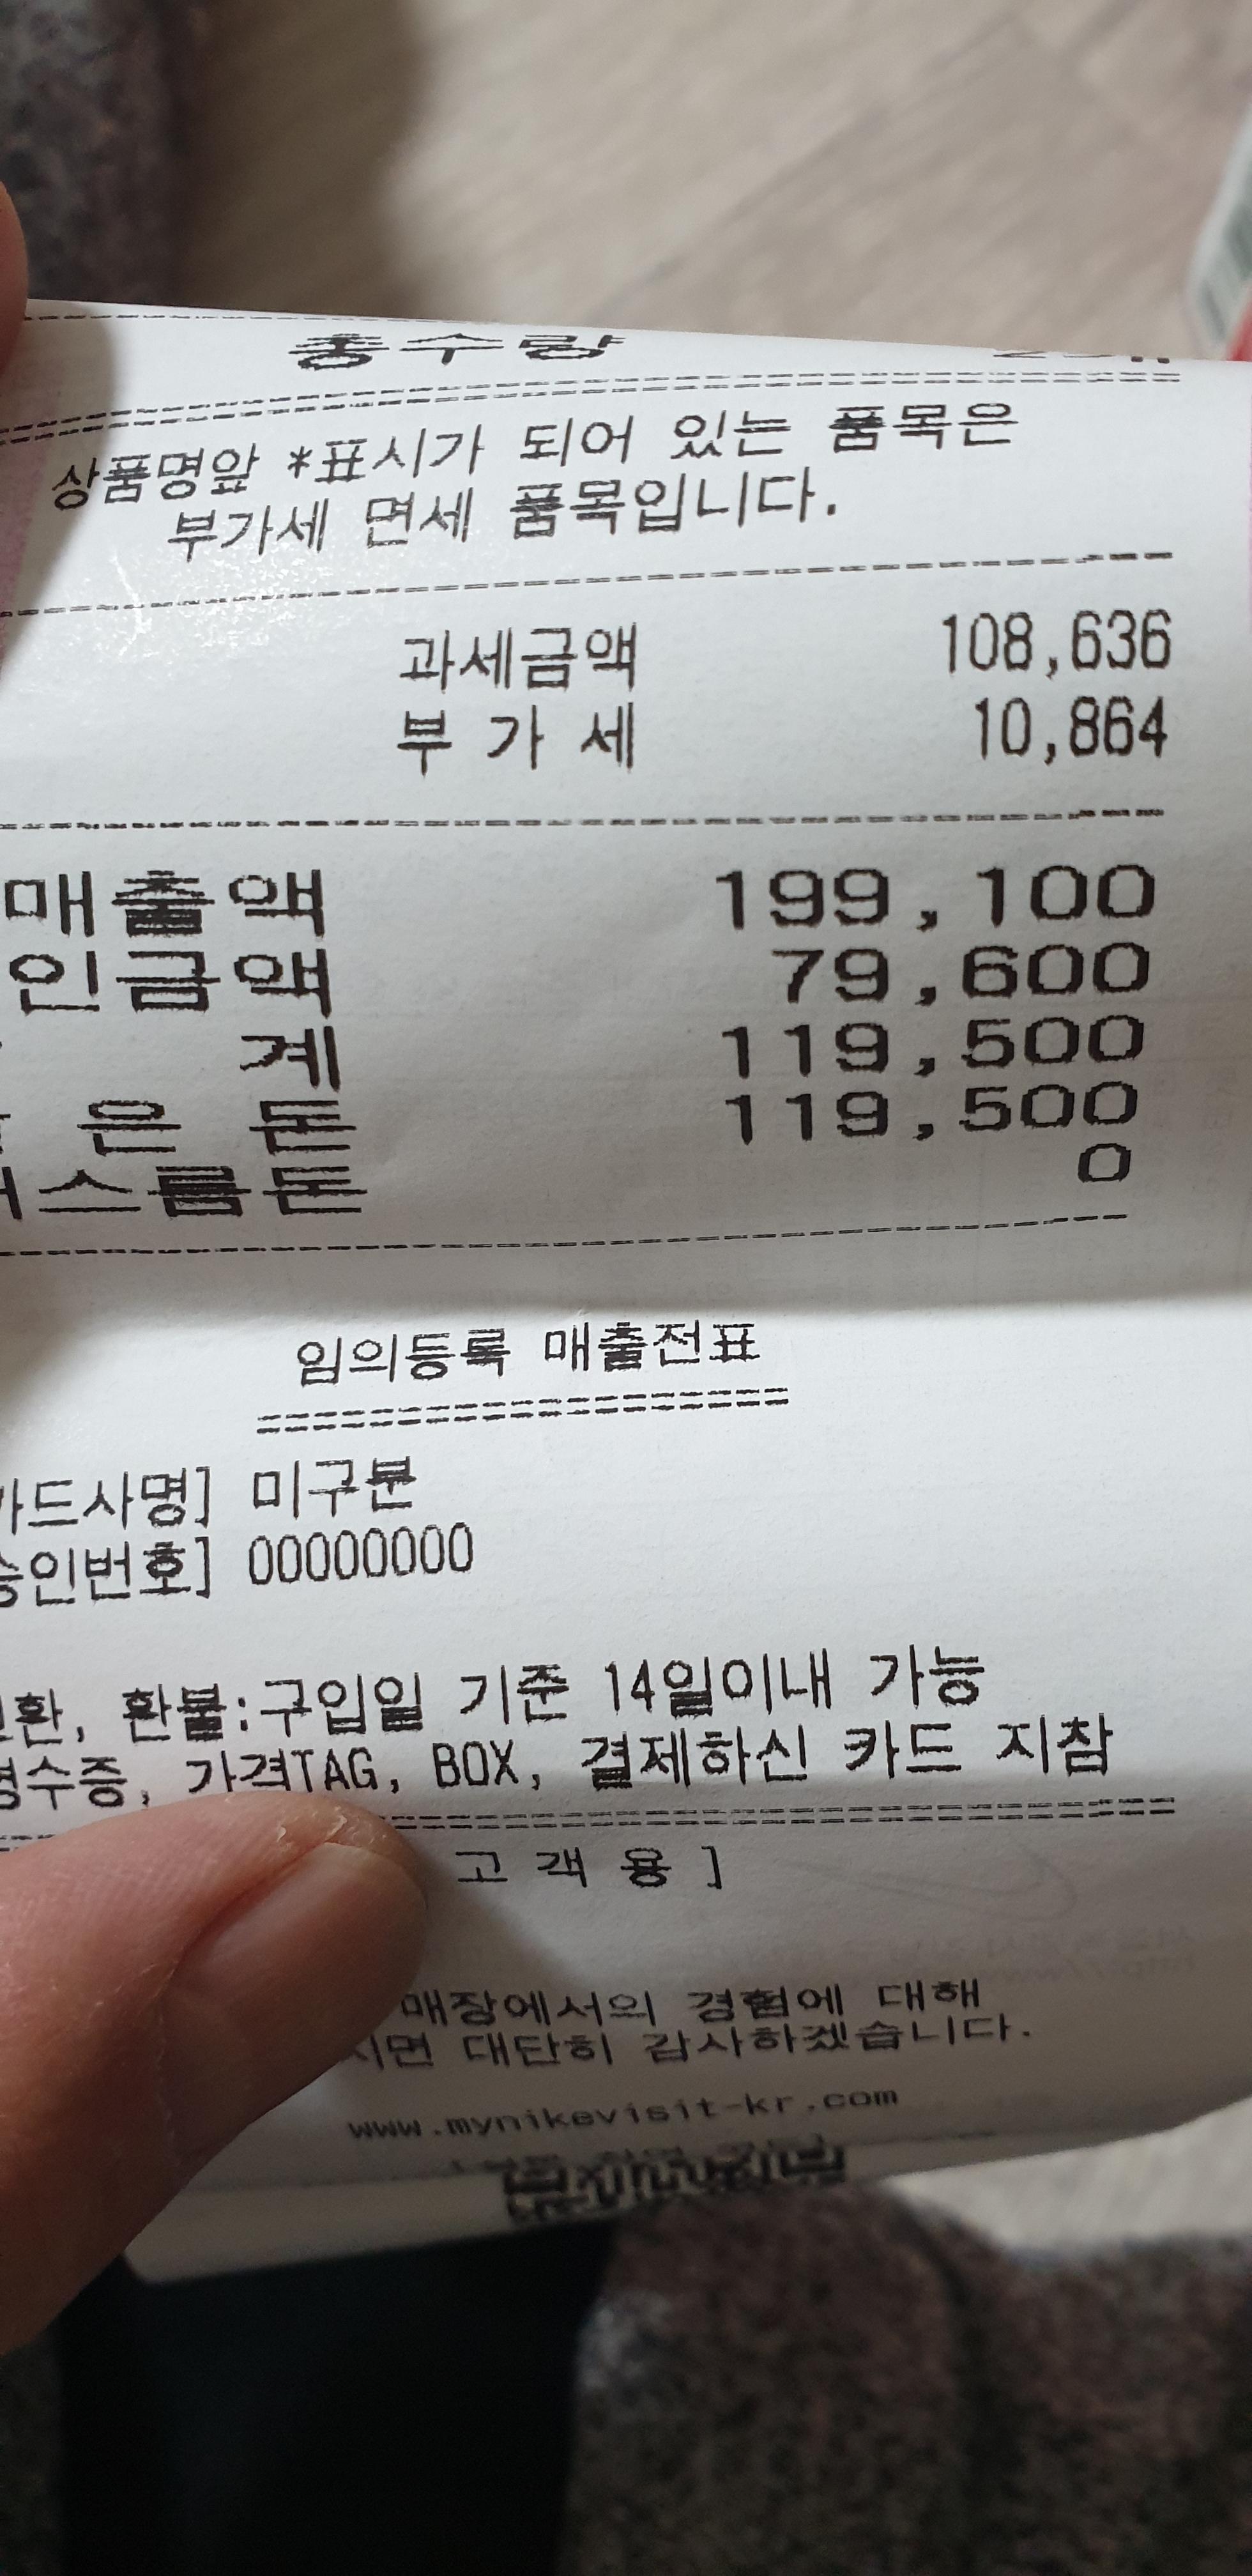 총수량
상품명앞 *표시가 되어 있는 품목은
부가세 면세 품목입니다.
과세금액 108,636
부 가 세 10,864
매출액 199,100
인금액 79,600
계 119,500
은 돈 119,500
스름돈 0
임의등록 매출전표
카드사명] 미구분
승인번호] 00000000
환, 환불:구입일 기준 14일이내 가능
영수증, 가격TAG, BOX, 결제하신 카드 지참
고 객 용 ]
매장에서의 경험에 대해
시면 대단히 감사하겠습니다.
www.mynikevisit-kr.com